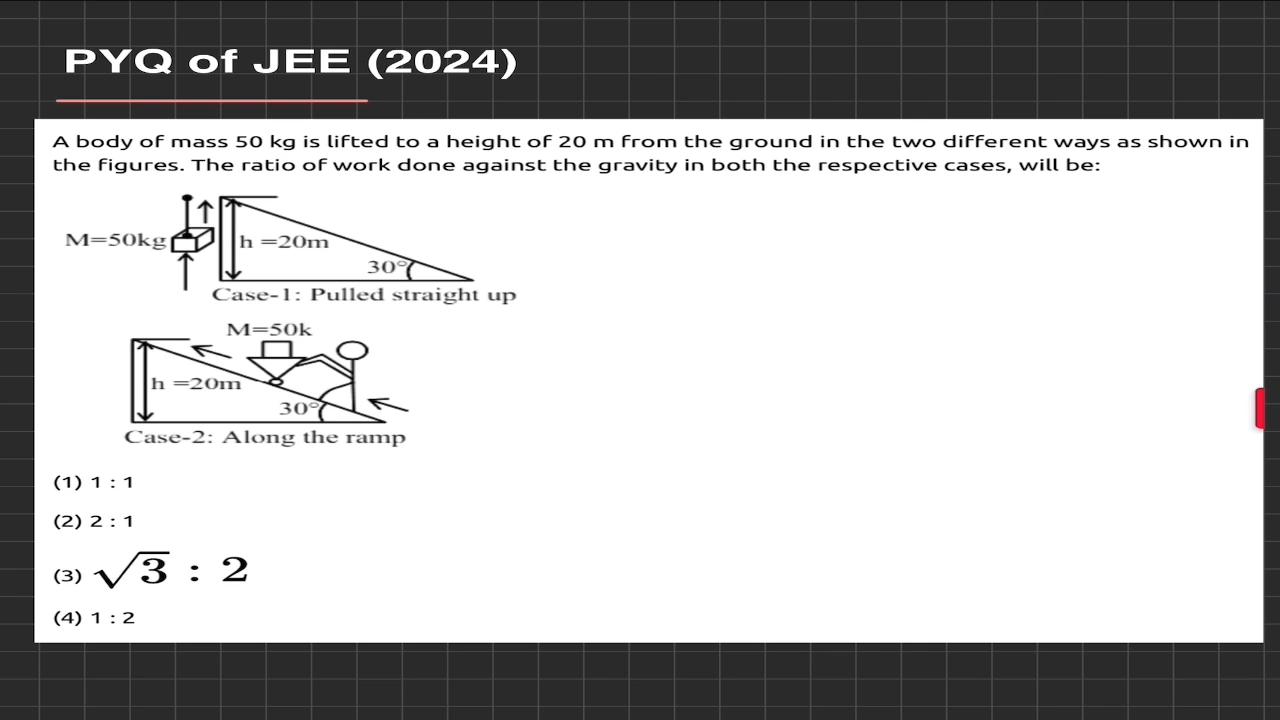 PYQ of JEE (2024)
A body of mass 50 kg is lifted to a height of 20 m from the ground in the two different ways as shown in
the figures. The ratio of work done against the gravity in both the respective cases, will be:
M=50kg
h =20m
30°
Case-1: Pulled straight up
M=50k
h =20m
30°
Case-2: Along the ramp
(1) 1 : 1
(2) 2 : 1
(3) √3 : 2
(4) 1 : 2